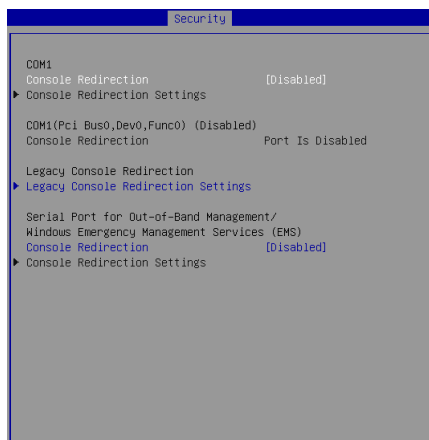 Security
COM1
Console Redirection [Disabled]
Console Redirection Settings
COM1(Pci Bus0,Dev0,Func0) (Disabled)
Console Redirection Port Is Disabled
Legacy Console Redirection
Legacy Console Redirection Settings
Serial Port for Out-of-Band Management/
Windows Emergency Management Services (EMS)
Console Redirection [Disabled]
Console Redirection Settings